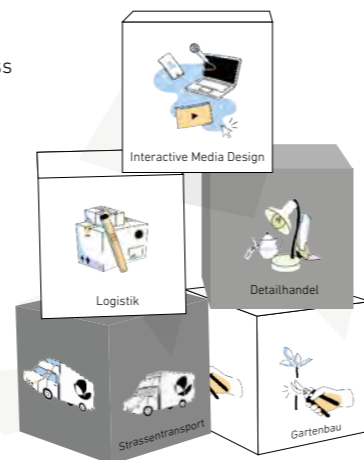 s
Interactive Media Design
Logistik
Detailhandel
Strassentransport
Gartenbau